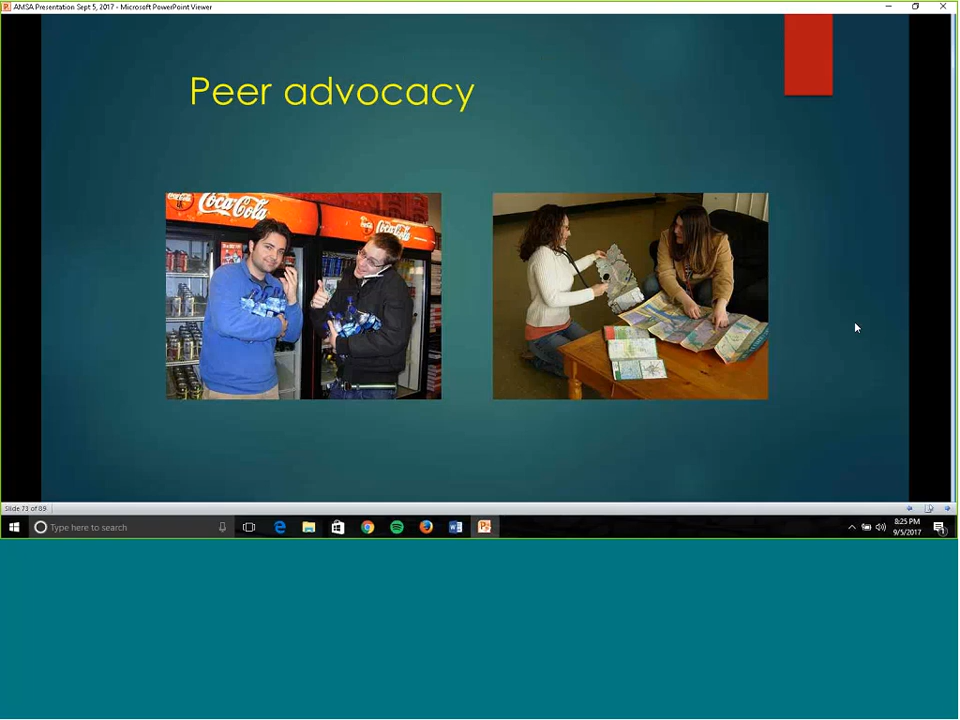 AMSA Presentation Sept 5, 2017 - Microsoft PowerPoint Viewer
Peer advocacy
Coca-Cola
Coca-Cola
Slide 73 of 89
Type here to search
8:25 PM
9/5/2017